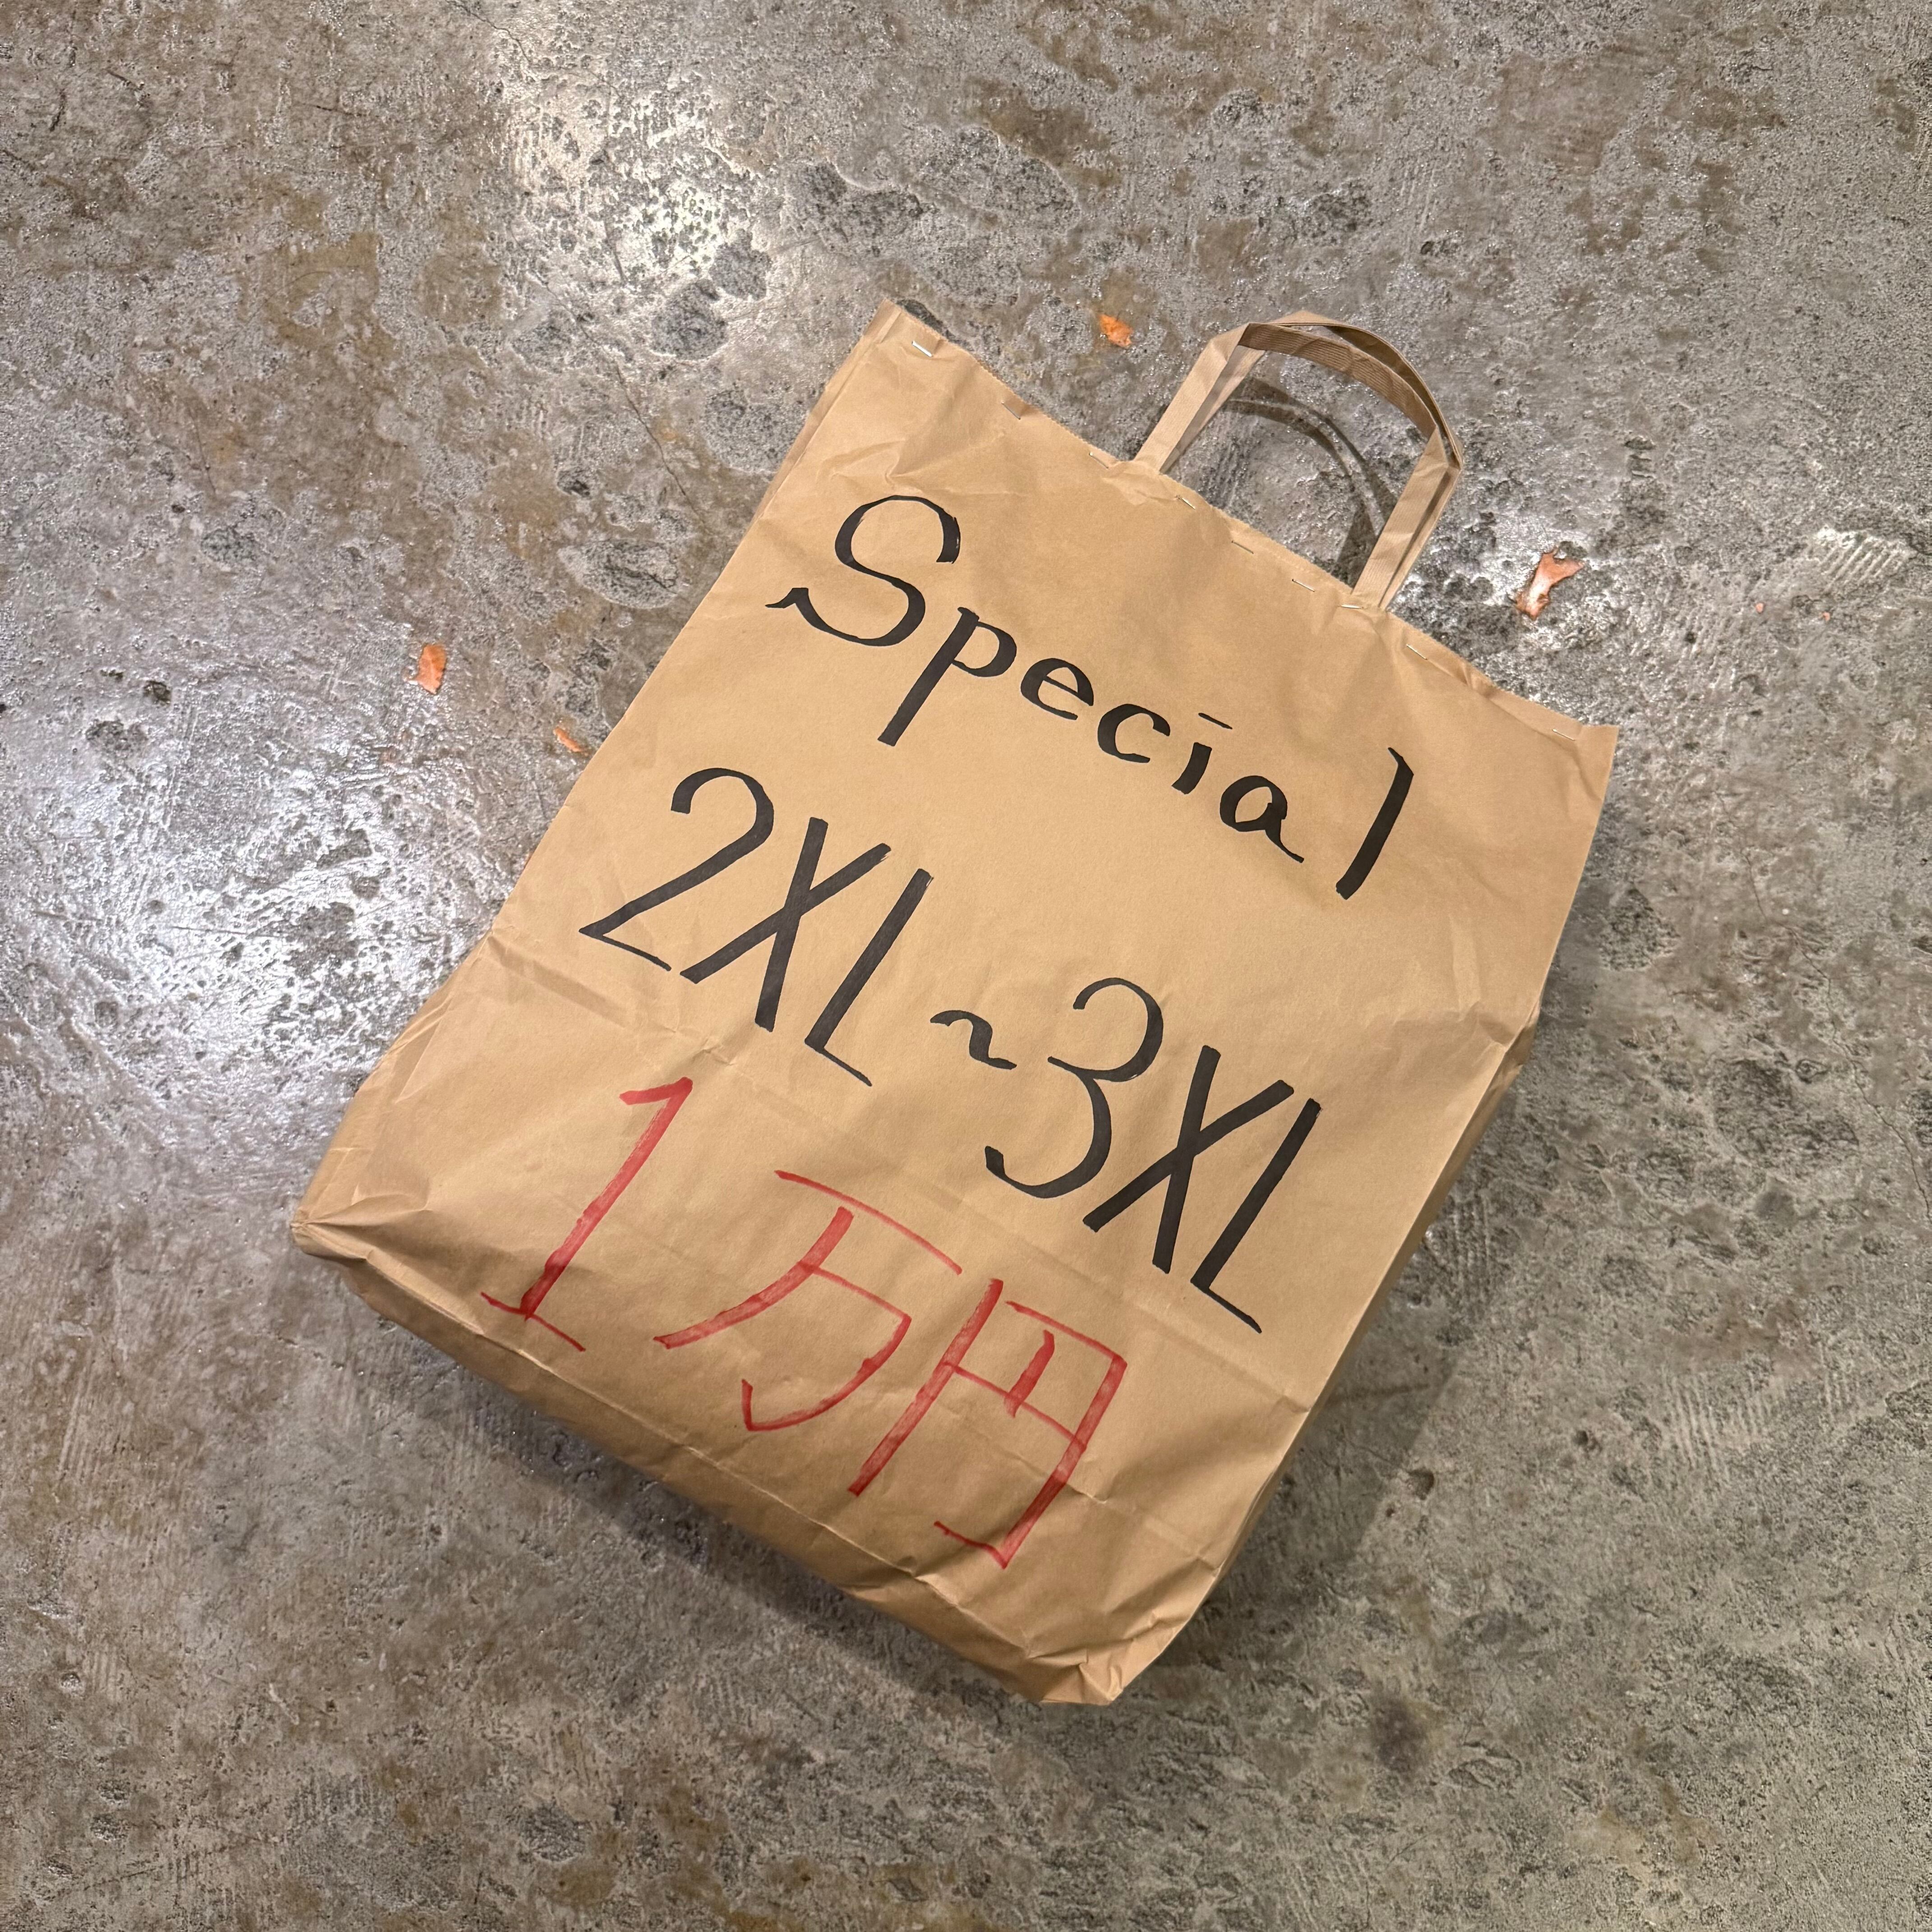 Special
2XL~3XL
1万円